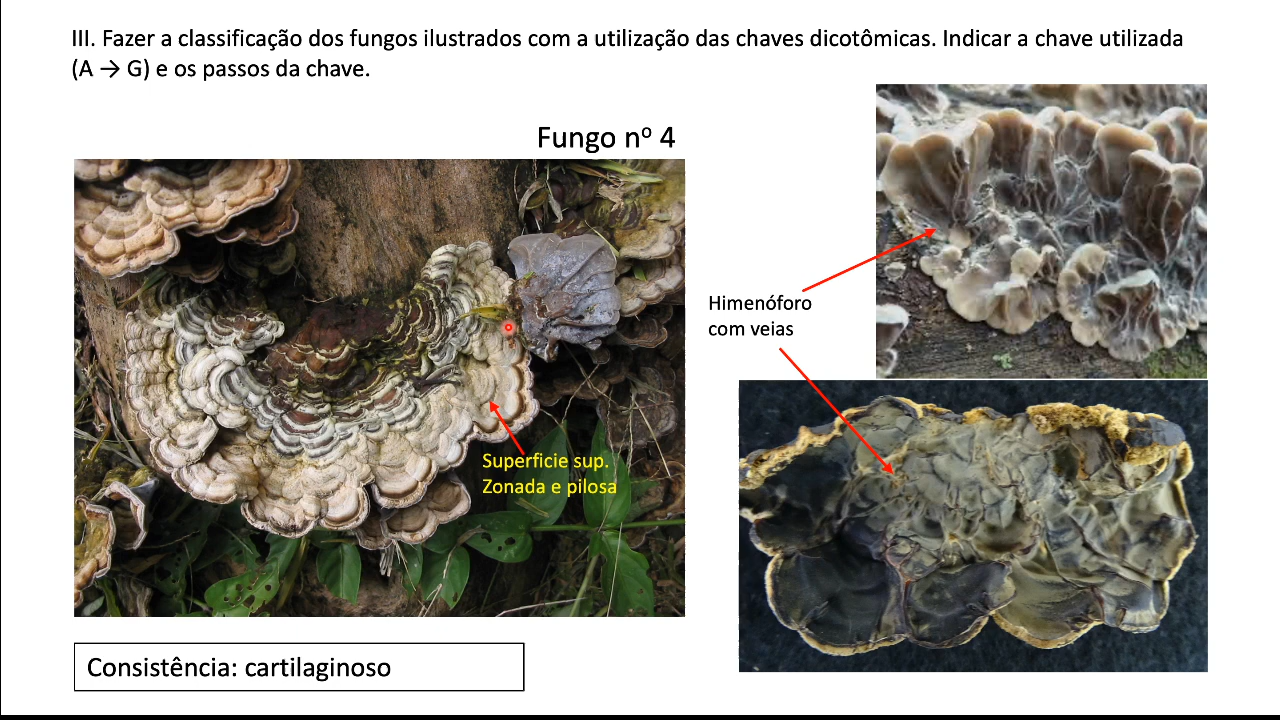 III. Fazer a classificação dos fungos ilustrados com a utilização das chaves dicotômicas. Indicar a chave utilizada
(A → G) e os passos da chave.
Fungo nº 4
Himenóforo
com veias
Superficie sup.
Zonada e pilosa
Consistência: cartilaginoso